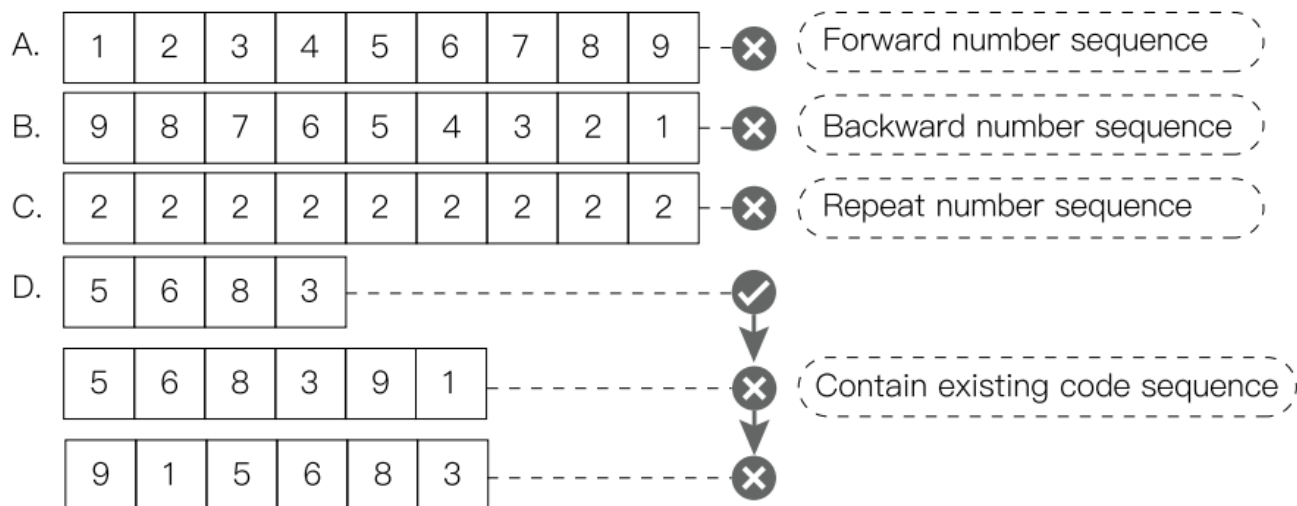 A. 1 2 3 4 5 6 7 8 9 Forward number sequence
B. 9 8 7 6 5 4 3 2 1 Backward number sequence
C. 2 2 2 2 2 2 2 2 2 Repeat number sequence
D. 5 6 8 3
5 6 8 3 9 1 Contain existing code sequence
9 1 5 6 8 3